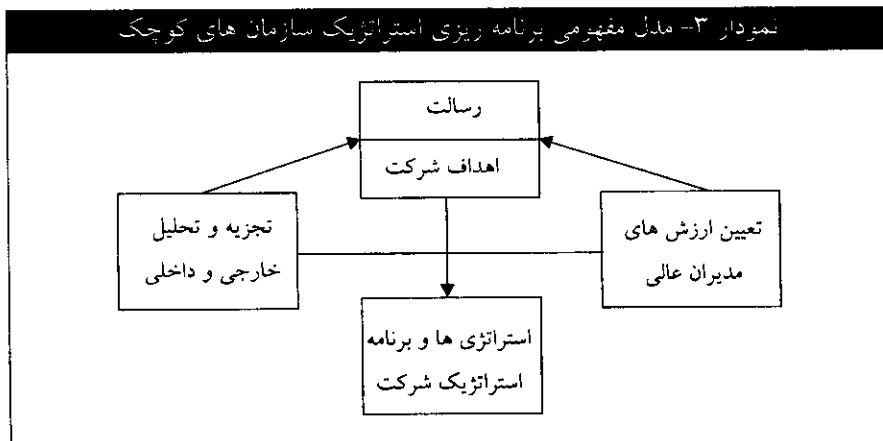 نمودار ۳- مدل مفهومی برنامه ریزی استراتژیک سازمان های کوچک
رسالت
اهداف شرکت
تعیین ارزش های
مدیران عالی
تجزیه و تحلیل
خارجی و داخلی
استراتژی ها و برنامه
استراتژیک شرکت